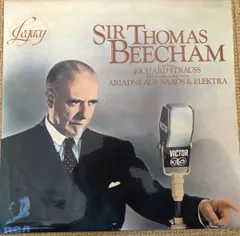 Legacy
SIR THOMAS
BEECHAM
RICHARD STRAUSS
ARIADNE AUF NAXOS & ELEKTRA
VICTOR
RCA